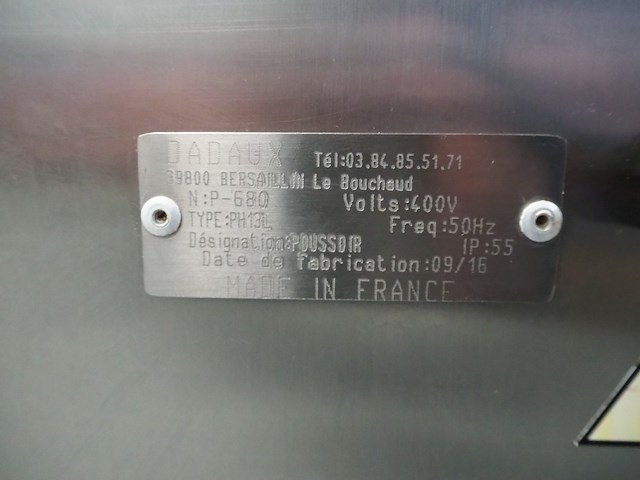 DADAUX Tél:03.84.85.51.71
39800 BERSAILLIN Le Bouchaud
N:P-680 Volts:400V
TYPE:PH13L Freq:50Hz
Désignation:POUSSOIR IP:55
Date de fabrication:09/16
MADE IN FRANCE